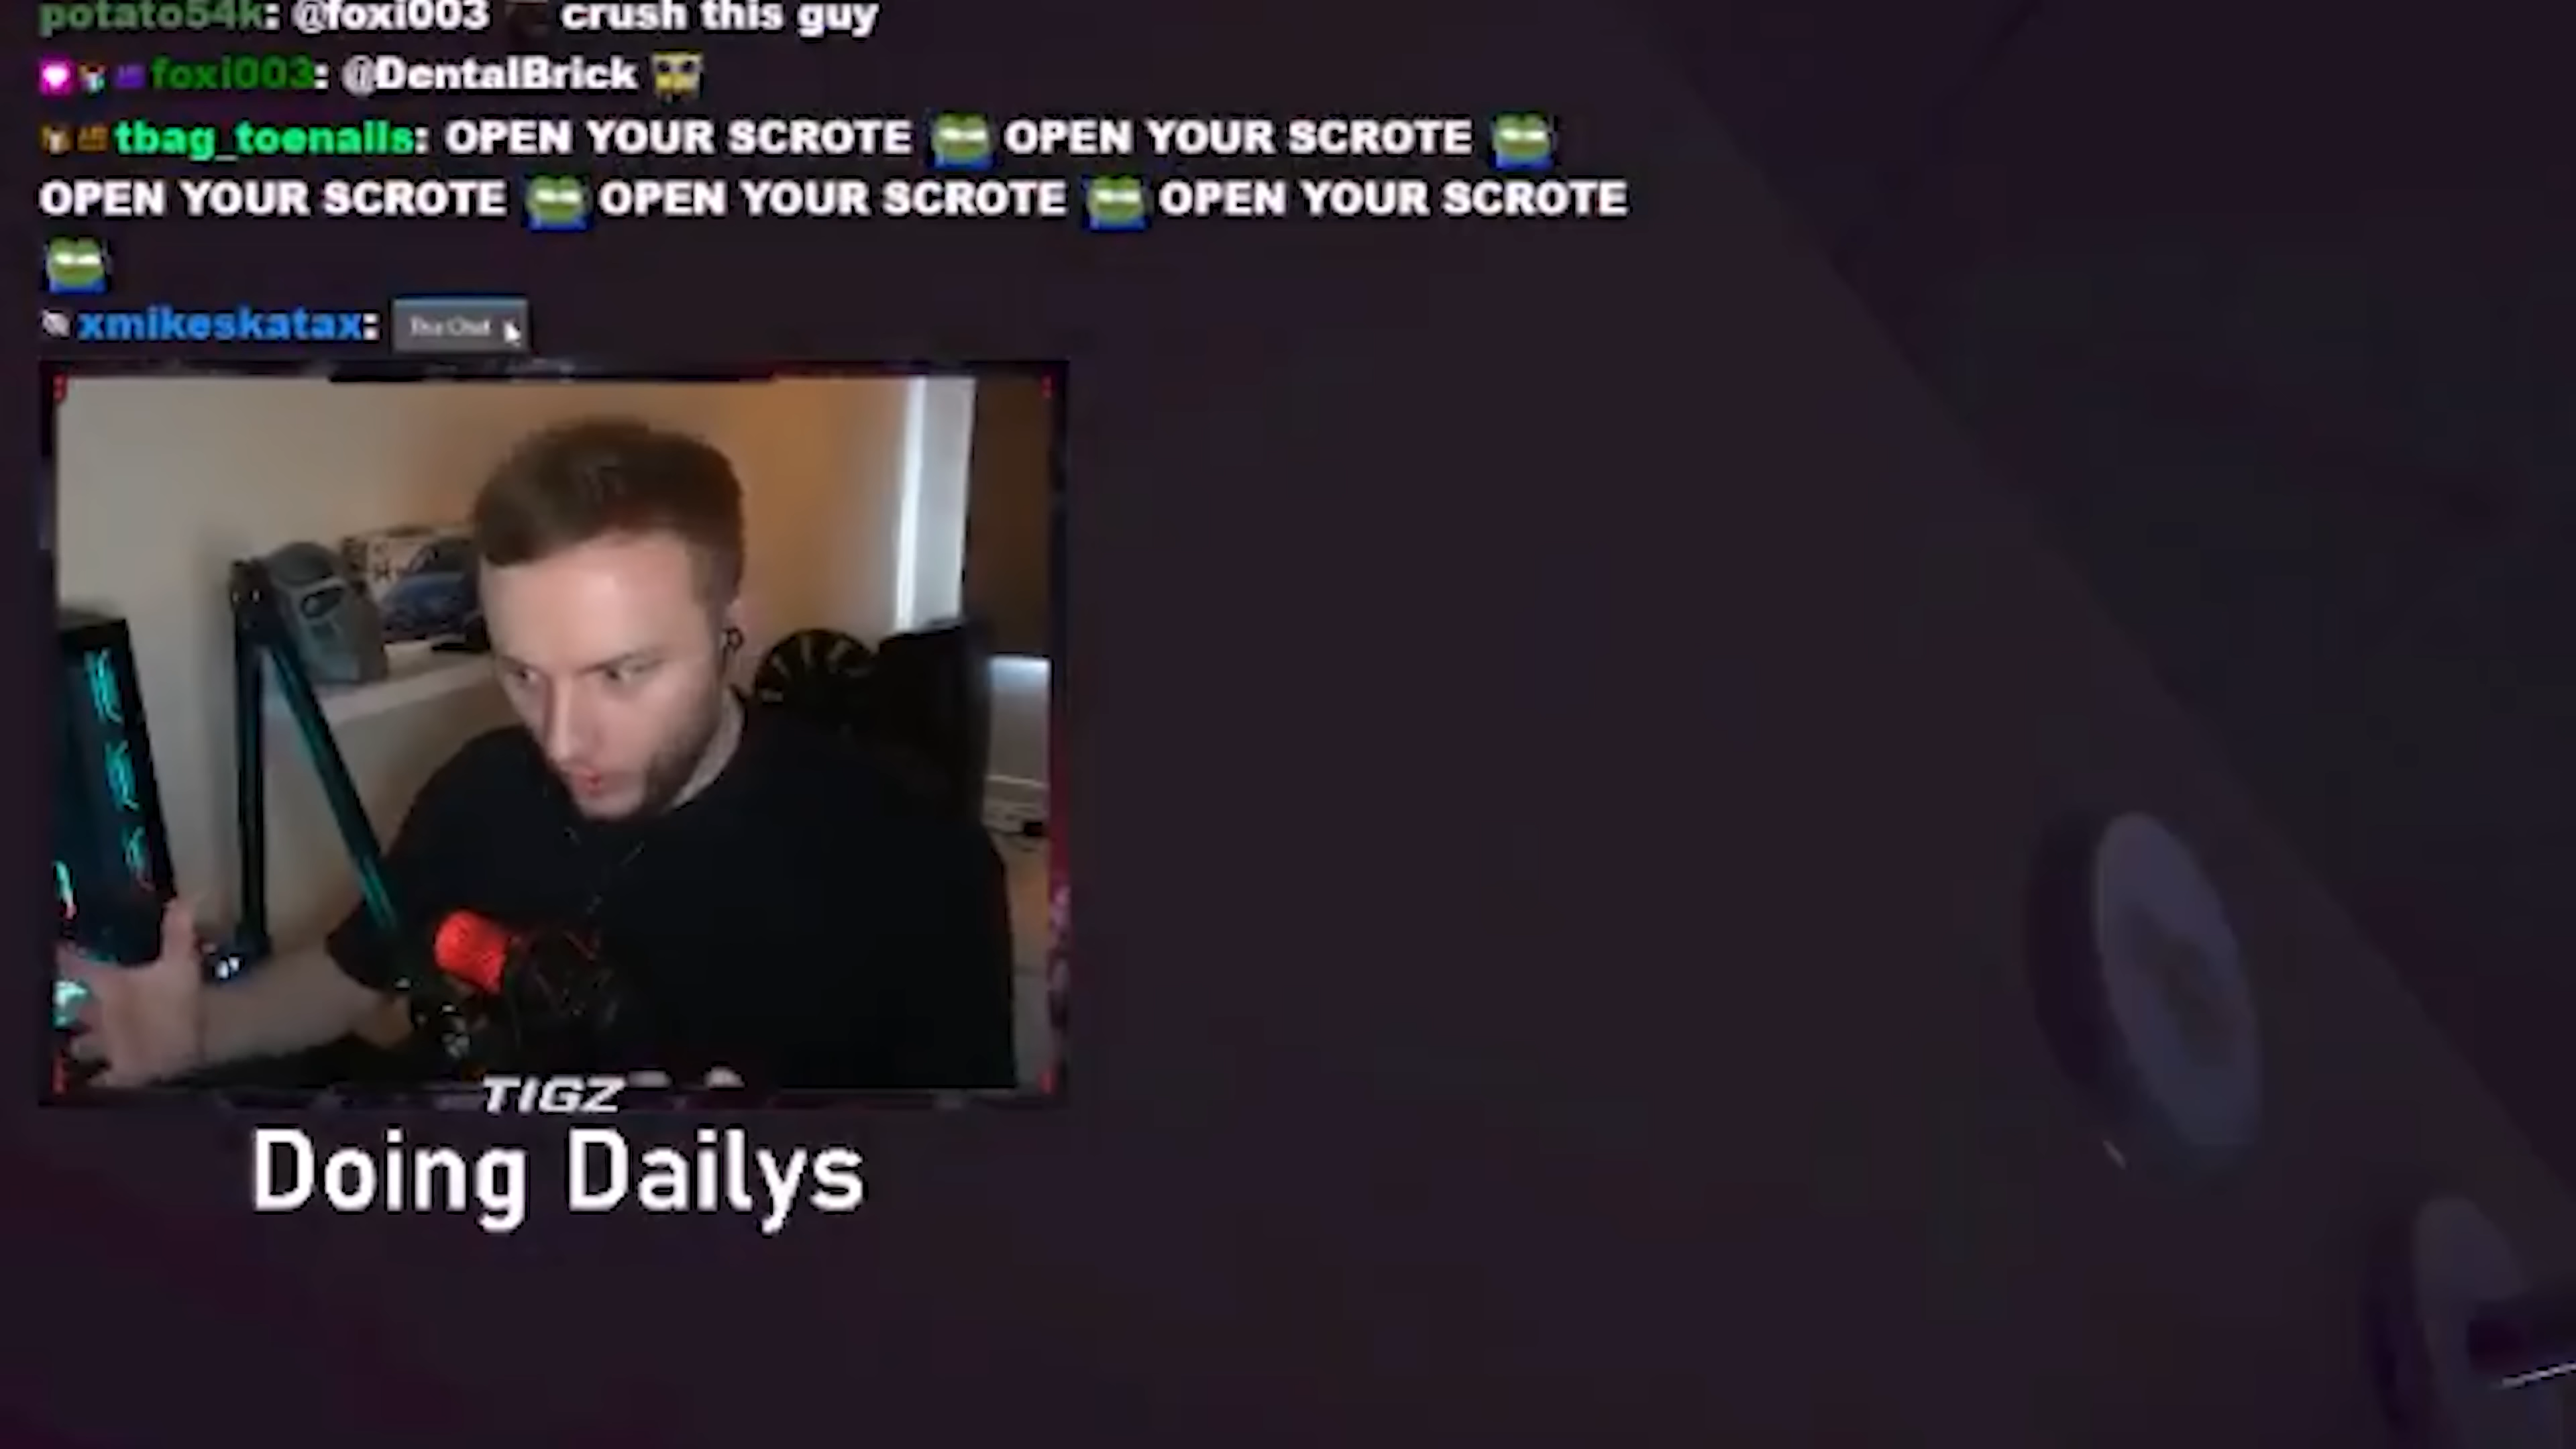 potato54k: @foxi003 crush this guy
foxi003: @DentalBrick
tbag_toenails: OPEN YOUR SCROTE OPEN YOUR SCROTE
OPEN YOUR SCROTE OPEN YOUR SCROTE OPEN YOUR SCROTE
xmikeskatax:
TIGZ
Doing Dailys